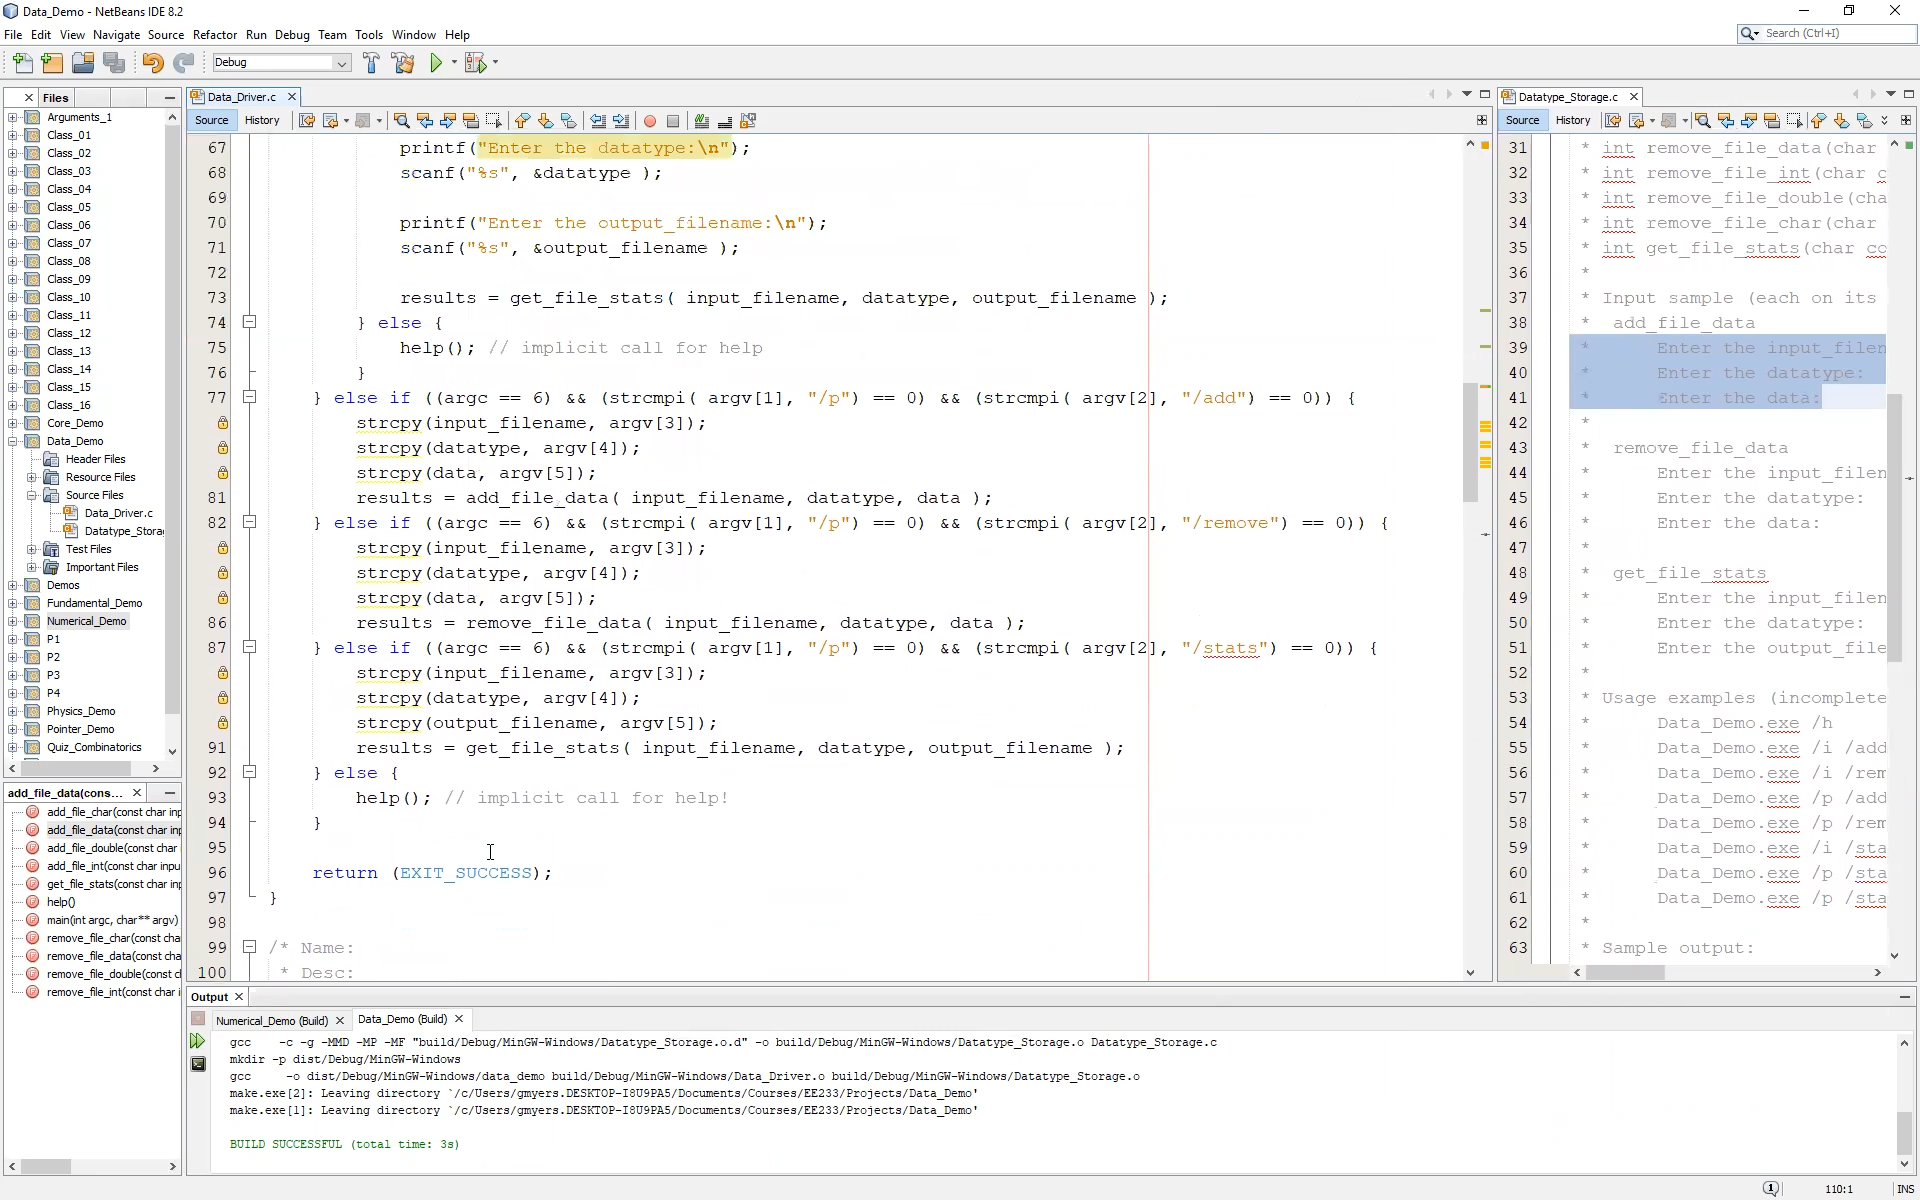 Data_Demo - NetBeans IDE 8.2
File Edit View Navigate Source Refactor Run Debug Team Tools Window Help
Search (Ctrl+I)
Debug
Files
Arguments_1
Class_01
Class_02
Class_03
Class_04
Class_05
Class_06
Class_07
Class_08
Class_09
Class_10
Class_11
Class_12
Class_13
Class_14
Class_15
Class_16
Core_Demo
Data_Demo
Header Files
Resource Files
Source Files
Data_Driver.c
Datatype_Stora
Test Files
Important Files
Demos
Fundamental_Demo
Numerical_Demo
P1
P2
P3
P4
Physics_Demo
Pointer_Demo
Quiz_Combinatorics
add_file_data(cons...
add_file_char(const char inp
add_file_data(const char inp
add_file_double(const char i
add_file_int(const char inpu
get_file_stats(const char inp
help()
main(int argc, char** argv)
remove_file_char(const cha
remove_file_data(const cha
remove_file_double(const cl
remove_file_int(const char i
Data_Driver.c
Source History
67 printf("Enter the datatype:\n");
68 scanf("%s", &datatype );
69
70 printf("Enter the output_filename:\n");
71 scanf("%s", &output_filename );
72
73 results = get_file_stats( input_filename, datatype, output_filename );
74 } else {
75 help(); // implicit call for help
76 }
77 } else if ((argc == 6) && (strcmpi( argv[1], "/p") == 0) && (strcmpi( argv[2], "/add") == 0)) {
strcpy(input_filename, argv[3]);
strcpy(datatype, argv[4]);
strcpy(data, argv[5]);
81 results = add_file_data( input_filename, datatype, data );
82 } else if ((argc == 6) && (strcmpi( argv[1], "/p") == 0) && (strcmpi( argv[2], "/remove") == 0)) {
strcpy(input_filename, argv[3]);
strcpy(datatype, argv[4]);
strcpy(data, argv[5]);
86 results = remove_file_data( input_filename, datatype, data );
87 } else if ((argc == 6) && (strcmpi( argv[1], "/p") == 0) && (strcmpi( argv[2], "/stats") == 0)) {
strcpy(input_filename, argv[3]);
strcpy(datatype, argv[4]);
strcpy(output_filename, argv[5]);
91 results = get_file_stats( input_filename, datatype, output_filename );
92 } else {
93 help(); // implicit call for help!
94 }
95
96 return (EXIT_SUCCESS);
97 }
98
99 /* Name:
100 * Desc:
Datatype_Storage.c
Source History
31 * int remove_file_data(char
32 * int remove_file_int(char c
33 * int remove_file_double(cha
34 * int remove_file_char(char
35 * int get_file_stats(char co
36 *
37 * Input sample (each on its
38 * add_file_data
39 * Enter the input_filen
40 * Enter the datatype:
41 * Enter the data:
42 *
43 * remove_file_data
44 * Enter the input_filen
45 * Enter the datatype:
46 * Enter the data:
47 *
48 * get_file_stats
49 * Enter the input_filen
50 * Enter the datatype:
51 * Enter the output_file
52 *
53 * Usage examples (incomplete
54 * Data_Demo.exe /h
55 * Data_Demo.exe /i /add
56 * Data_Demo.exe /i /rem
57 * Data_Demo.exe /p /add
58 * Data_Demo.exe /p /rem
59 * Data_Demo.exe /i /sta
60 * Data_Demo.exe /p /sta
61 * Data_Demo.exe /p /sta
62 *
63 * Sample output:
Output
Numerical_Demo (Build) Data_Demo (Build)
gcc -c -g -MMD -MP -MF "build/Debug/MinGW-Windows/Datatype_Storage.o.d" -o build/Debug/MinGW-Windows/Datatype_Storage.o Datatype_Storage.c
mkdir -p dist/Debug/MinGW-Windows
gcc -o dist/Debug/MinGW-Windows/data_demo build/Debug/MinGW-Windows/Data_Driver.o build/Debug/MinGW-Windows/Datatype_Storage.o
make.exe[2]: Leaving directory `/c/Users/gmyers.DESKTOP-I8U9PA5/Documents/Courses/EE233/Projects/Data_Demo'
make.exe[1]: Leaving directory `/c/Users/gmyers.DESKTOP-I8U9PA5/Documents/Courses/EE233/Projects/Data_Demo'
BUILD SUCCESSFUL (total time: 3s)
1 110:1 INS